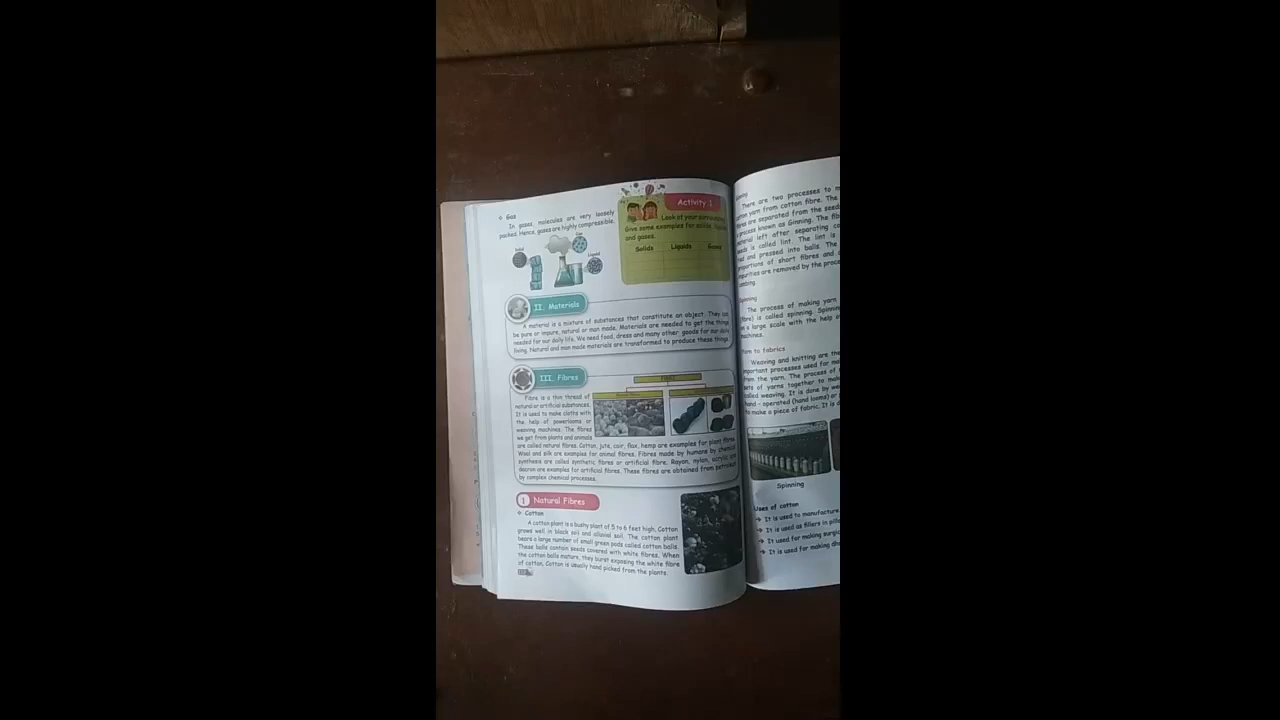 ❖ Gas
In gases, molecules are very loosely
packed. Hence, gases are highly compressible.
Solid
Gas
Liquid
Activity 1
Look at your surroundings.
Give some examples for solids, liquids
and gases.
Solids Liquids Gases
II. Materials
A material is a mixture of substances that constitute an object. They can
be pure or impure, natural or man made. Materials are needed to get the things
needed for our daily life. We need food, dress and many other goods for our daily
living. Natural and man made materials are transformed to produce these things.
III. Fibres
Fibre is a thin thread of
natural or artificial substances.
It is used to make cloths with
the help of powerlooms or
weaving machines. The fibres
we get from plants and animals
are called natural fibres. Cotton, jute, coir, flax, hemp are examples for plant fibres.
Wool and silk are examples for animal fibres. Fibres made by humans by chemical
synthesis are called synthetic fibres or artificial fibre. Rayon, nylon, acrylic and
dacron are examples for artificial fibres. These fibres are obtained from petroleum
by complex chemical processes.
1 Natural Fibres
❖ Cotton
A cotton plant is a bushy plant of 5 to 6 feet high. Cotton
grows well in black soil and alluvial soil. The cotton plant
bears a large number of small green pods called cotton balls.
These balls contain seeds covered with white fibres. When
the cotton balls mature, they burst exposing the white fibre
of cotton. Cotton is usually hand picked from the plants.
There are two processes to
yarn from cotton fibre. The
are separated from the
process known as Ginning. The
left after separating
is called lint. The lint is
and pressed into balls. The
of short fibres and
are removed by the
Spinning
The process of making yarn
(fibre) is called spinning. Spinning
on a large scale with the help
machines.
Yarn to fabrics
Weaving and knitting are the
important processes used for
from the yarn. The process of
sets of yarns together to
called weaving. It is done by
hand - operated (hand looms) or
to make a piece of fabric. It is
Spinning
Uses of cotton
➔ It is used to manufacture
➔ It is used as fillers in
➔ It used for making
➔ It is used for making